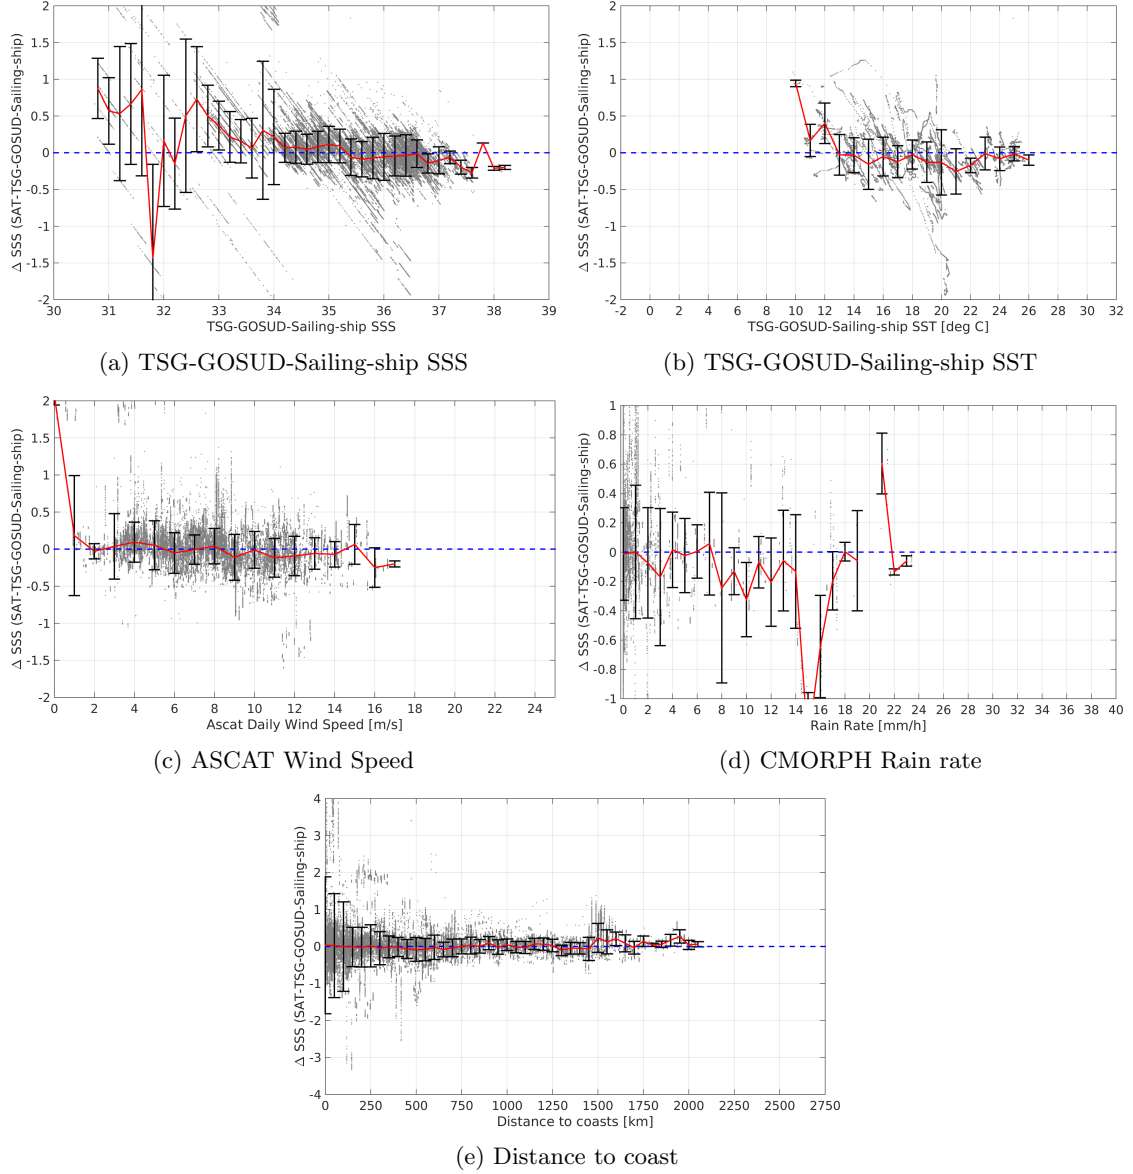 Δ SSS (SAT-TSG-GOSUD-Sailing-ship)
2
1.5
1
0.5
0
-0.5
-1
-1.5
-2
30 31 32 33 34 35 36 37 38 39
TSG-GOSUD-Sailing-ship SSS
(a) TSG-GOSUD-Sailing-ship SSS
Δ SSS (SAT-TSG-GOSUD-Sailing-ship)
2
1.5
1
0.5
0
-0.5
-1
-1.5
-2
-2 0 2 4 6 8 10 12 14 16 18 20 22 24 26 28 30 32
TSG-GOSUD-Sailing-ship SST [deg C]
(b) TSG-GOSUD-Sailing-ship SST
Δ SSS (SAT-TSG-GOSUD-Sailing-ship)
2
1.5
1
0.5
0
-0.5
-1
-1.5
-2
0 2 4 6 8 10 12 14 16 18 20 22 24
Ascat Daily Wind Speed [m/s]
(c) ASCAT Wind Speed
Δ SSS (SAT-TSG-GOSUD-Sailing-ship)
1
0.8
0.6
0.4
0.2
0
-0.2
-0.4
-0.6
-0.8
-1
0 2 4 6 8 10 12 14 16 18 20 22 24 26 28 30 32 34 36 38 40
Rain Rate [mm/h]
(d) CMORPH Rain rate
Δ SSS (SAT-TSG-GOSUD-Sailing-ship)
4
3
2
1
0
-1
-2
-3
-4
0 250 500 750 1000 1250 1500 1750 2000 2250 2500 2750
Distance to coasts [km]
(e) Distance to coast